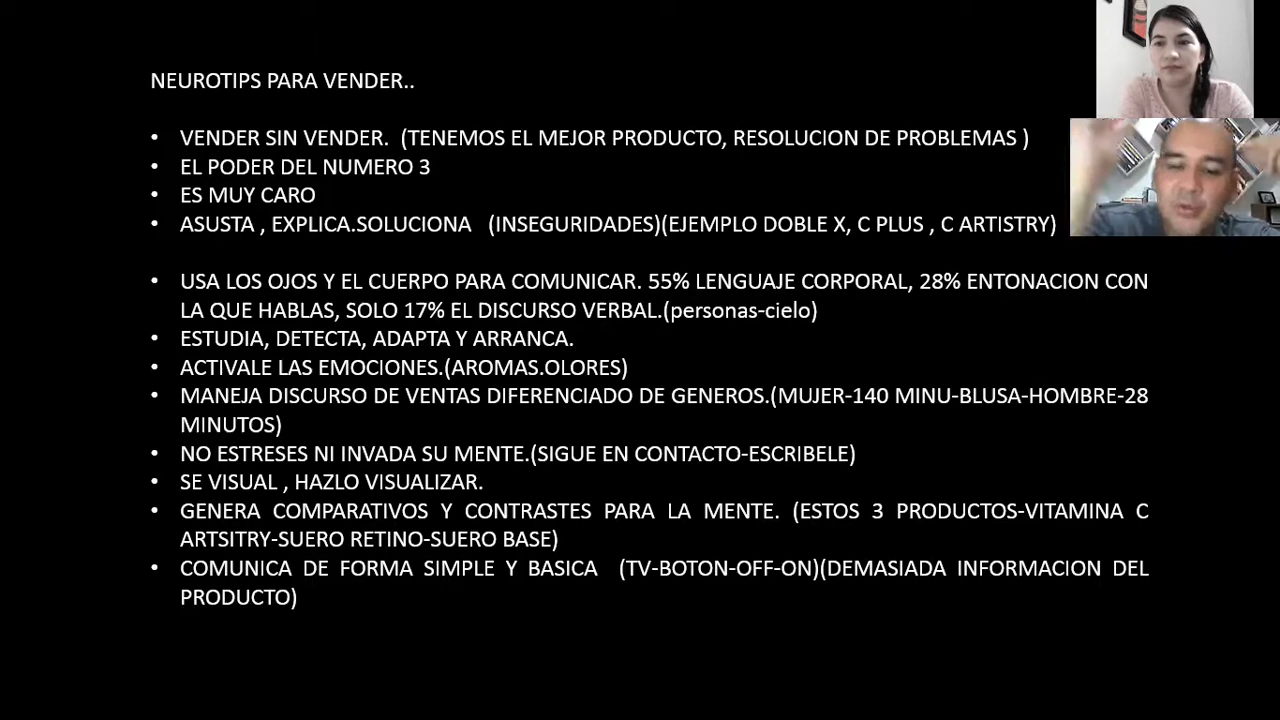 NEUROTIPS PARA VENDER..
• VENDER SIN VENDER. (TENEMOS EL MEJOR PRODUCTO, RESOLUCION DE PROBLEMAS )
• EL PODER DEL NUMERO 3
• ES MUY CARO
• ASUSTA , EXPLICA.SOLUCIONA (INSEGURIDADES)(EJEMPLO DOBLE X, C PLUS , C ARTISTRY)
• USA LOS OJOS Y EL CUERPO PARA COMUNICAR. 55% LENGUAJE CORPORAL, 28% ENTONACION CON
LA QUE HABLAS, SOLO 17% EL DISCURSO VERBAL.(personas-cielo)
• ESTUDIA, DETECTA, ADAPTA Y ARRANCA.
• ACTIVALE LAS EMOCIONES.(AROMAS.OLORES)
• MANEJA DISCURSO DE VENTAS DIFERENCIADO DE GENEROS.(MUJER-140 MINU-BLUSA-HOMBRE-28
MINUTOS)
• NO ESTRESES NI INVADA SU MENTE.(SIGUE EN CONTACTO-ESCRIBELE)
• SE VISUAL , HAZLO VISUALIZAR.
• GENERA COMPARATIVOS Y CONTRASTES PARA LA MENTE. (ESTOS 3 PRODUCTOS-VITAMINA C
ARTSITRY-SUERO RETINO-SUERO BASE)
• COMUNICA DE FORMA SIMPLE Y BASICA (TV-BOTON-OFF-ON)(DEMASIADA INFORMACION DEL
PRODUCTO)